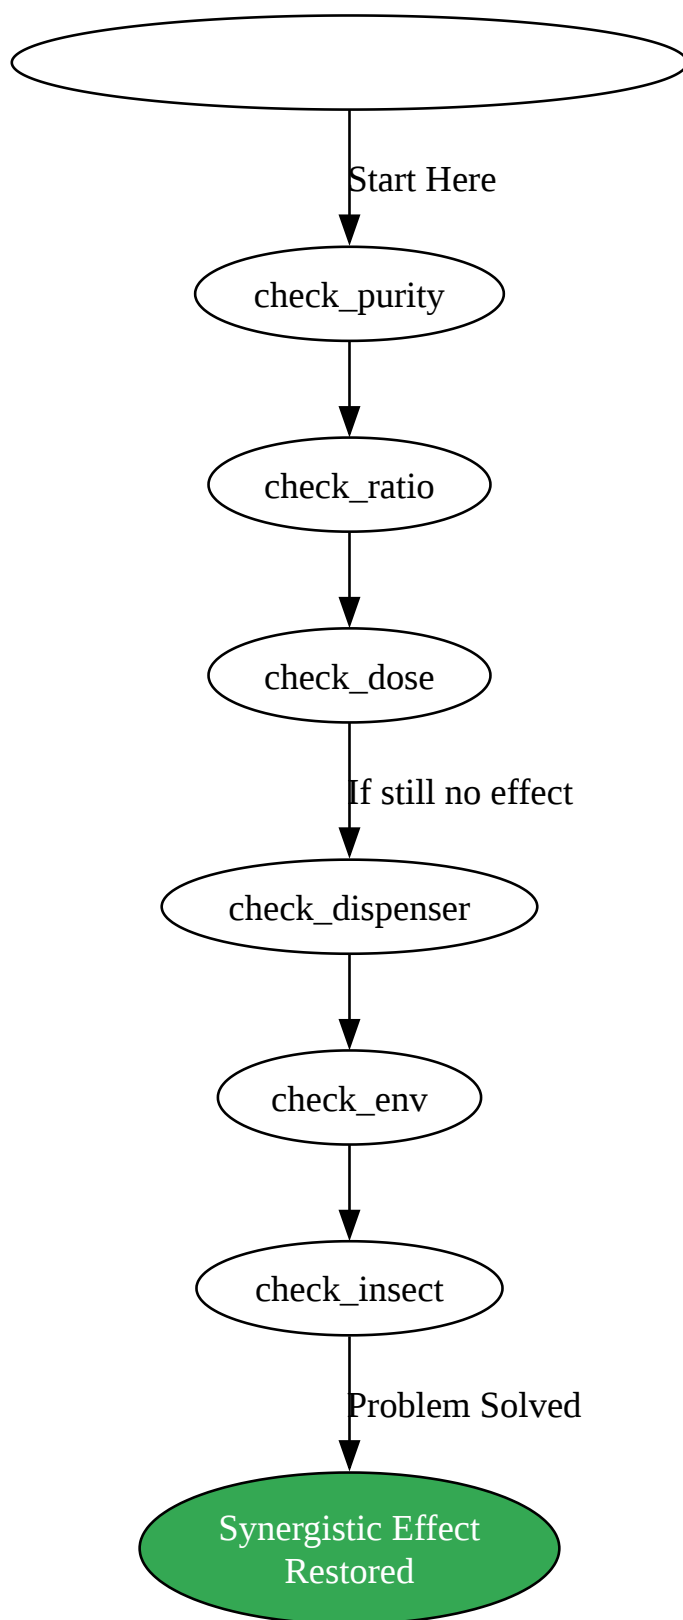 Start Here
check_purity
check_ratio
check_dose
If still no effect
check_dispenser
check_env
check_insect
Problem Solved
Synergistic Effect
Restored